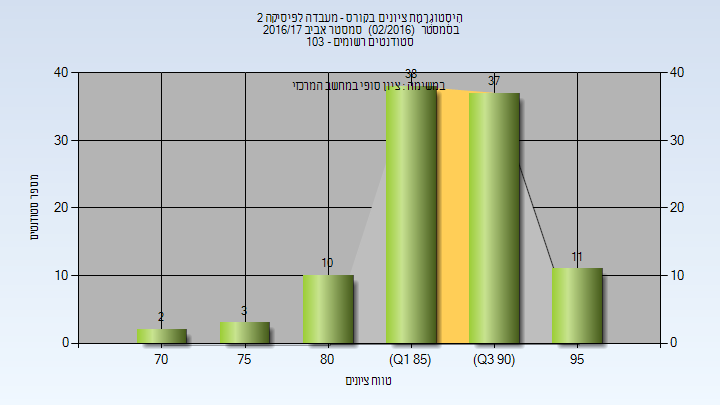 הִיסְטוֹגְרָמַת ציונים בקורס - מעבדה לפיסיקה 2
בסמסטר (02/2016) סמסטר אביב 2016/17
סטודנטים רשומים - 103
במשימה : ציון סופי במחשב המרכזי
40 40
30 30
20 20
10 10
0 0
מספר סטודנטים
2 3 10 38 37 11
70 75 80 (Q1 85) (Q3 90) 95
טווח ציונים